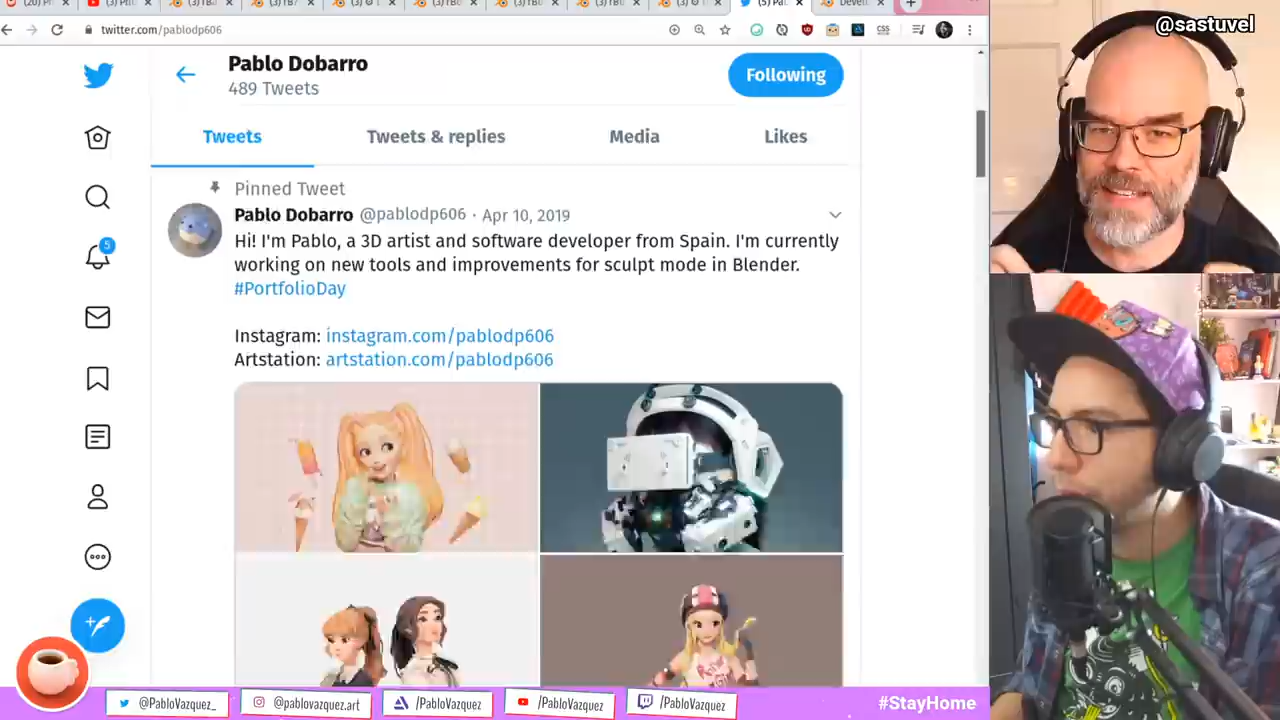 @sastuvel
twitter.com/pablodp606
Pablo Dobarro
489 Tweets
Following
Tweets
Tweets & replies
Media
Likes
Pinned Tweet
Pablo Dobarro @pablodp606 · Apr 10, 2019
Hi! I'm Pablo, a 3D artist and software developer from Spain. I'm currently
working on new tools and improvements for sculpt mode in Blender.
#PortfolioDay
Instagram: instagram.com/pablodp606
Artstation: artstation.com/pablodp606
5
CSS
@PabloVazquez_
@pablovazquez.art
/PabloVazquez
/PabloVazquez
/PabloVazquez
#StayHome